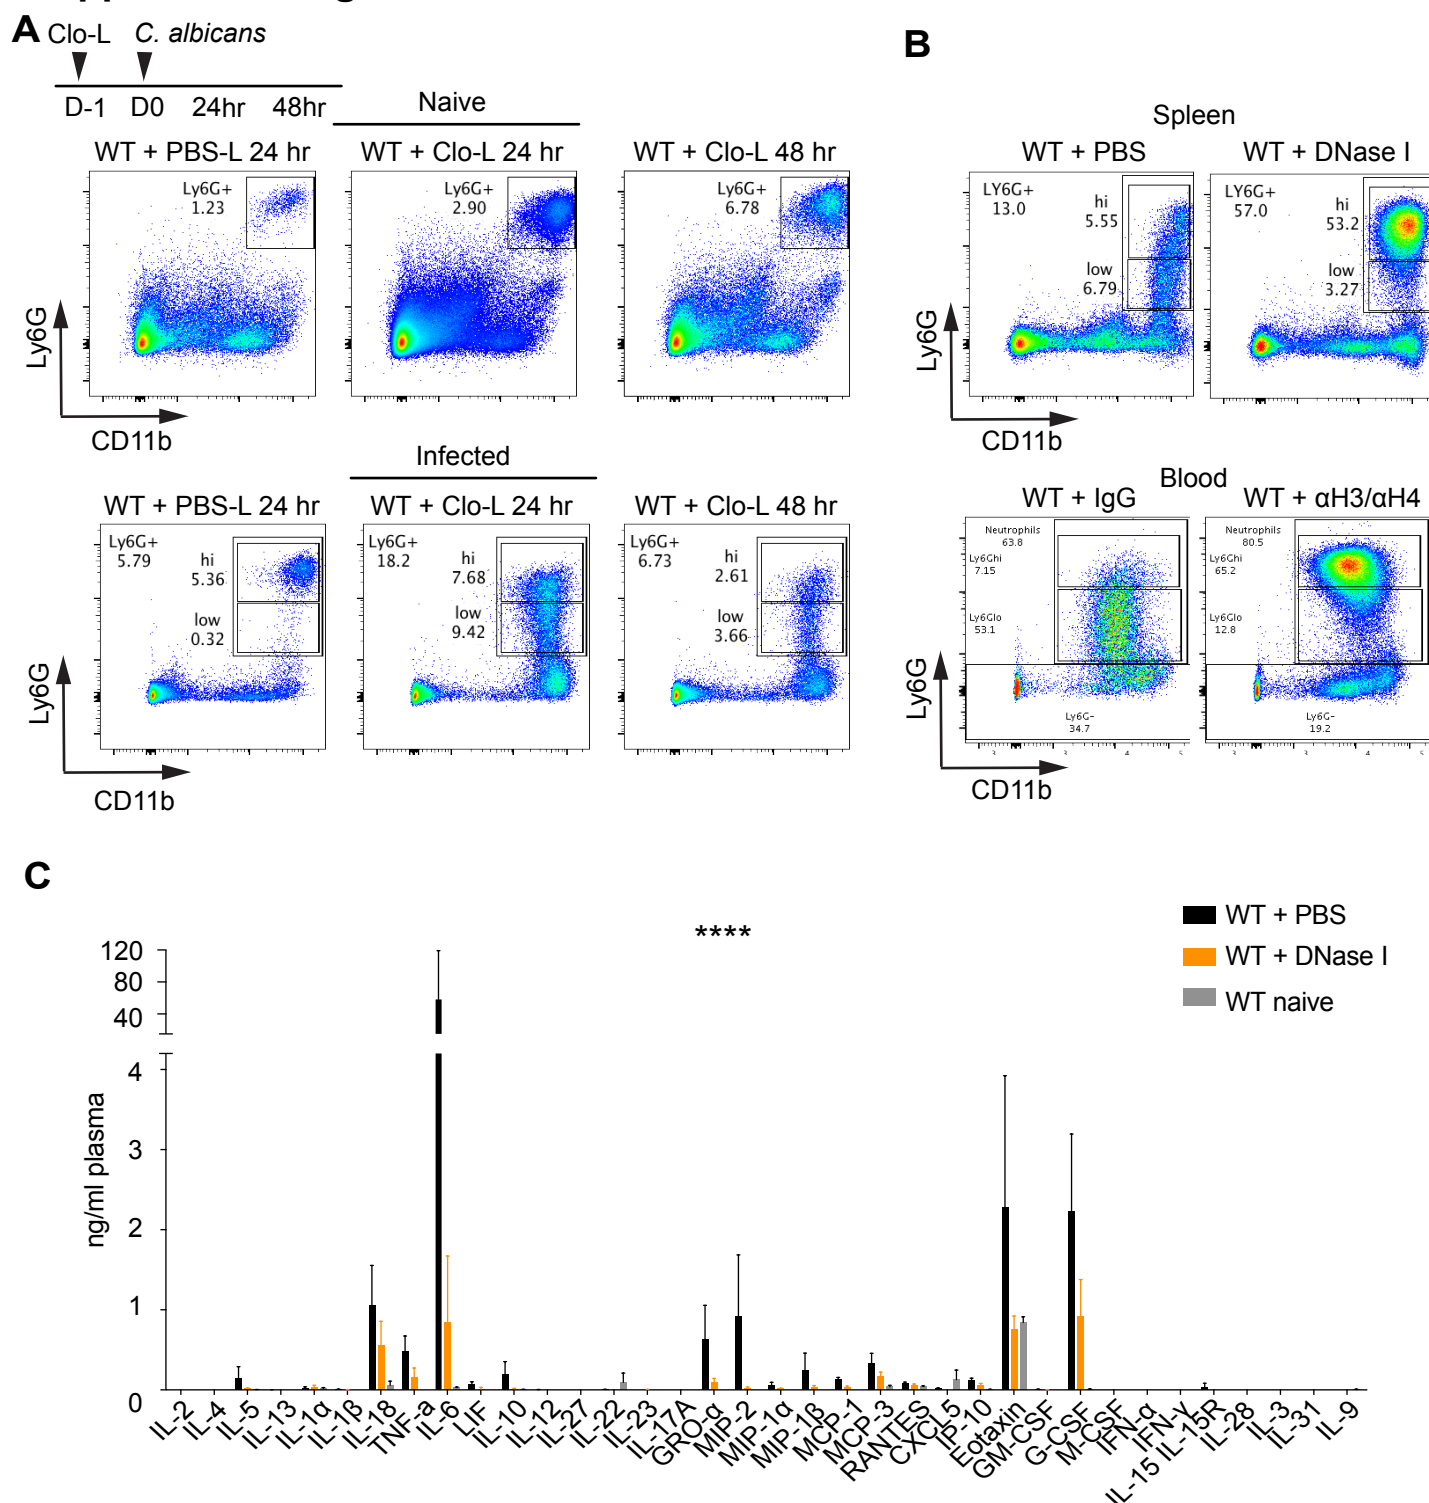 A
Clo-L
C. albicans
D-1
D0
24hr
48hr
Naive
WT + PBS-L 24 hr
WT + Clo-L 24 hr
WT + Clo-L 48 hr
Ly6G+
1.23
Ly6G+
2.90
Ly6G+
6.78
Ly6G
CD11b
Infected
WT + PBS-L 24 hr
WT + Clo-L 24 hr
WT + Clo-L 48 hr
Ly6G+
5.79
hi
5.36
low
0.32
Ly6G+
18.2
hi
7.68
low
9.42
Ly6G+
6.73
hi
2.61
low
3.66
Ly6G
CD11b
B
Spleen
WT + PBS
WT + DNase I
LY6G+
13.0
hi
5.55
low
6.79
LY6G+
57.0
hi
53.2
low
3.27
Ly6G
CD11b
Blood
WT + IgG
WT + αH3/αH4
Neutrophils
63.8
Ly6Ghi
7.15
Ly6Glo
53.1
Ly6G-
34.7
Neutrophils
80.5
Ly6Ghi
65.2
Ly6Glo
12.8
Ly6G-
19.2
3
4
5
3
4
5
Ly6G
CD11b
C
****
WT + PBS
WT + DNase I
WT naive
120
80
40
4
3
2
1
0
ng/ml plasma
IL-2
IL-4
IL-5
IL-13
IL-1α
IL-1β
IL-18
TNF-a
IL-6
LIF
IL-10
IL-12
IL-27
IL-22
IL-23
IL-17A
GRO-α
MIP-2
MIP-1α
MIP-1β
MCP-1
MCP-3
RANTES
CXCL5
IP-10
Eotaxin
GM-CSF
G-CSF
M-CSF
IFN-α
IFN-γ
IL-15 IL-15R
IL-28
IL-3
IL-31
IL-9